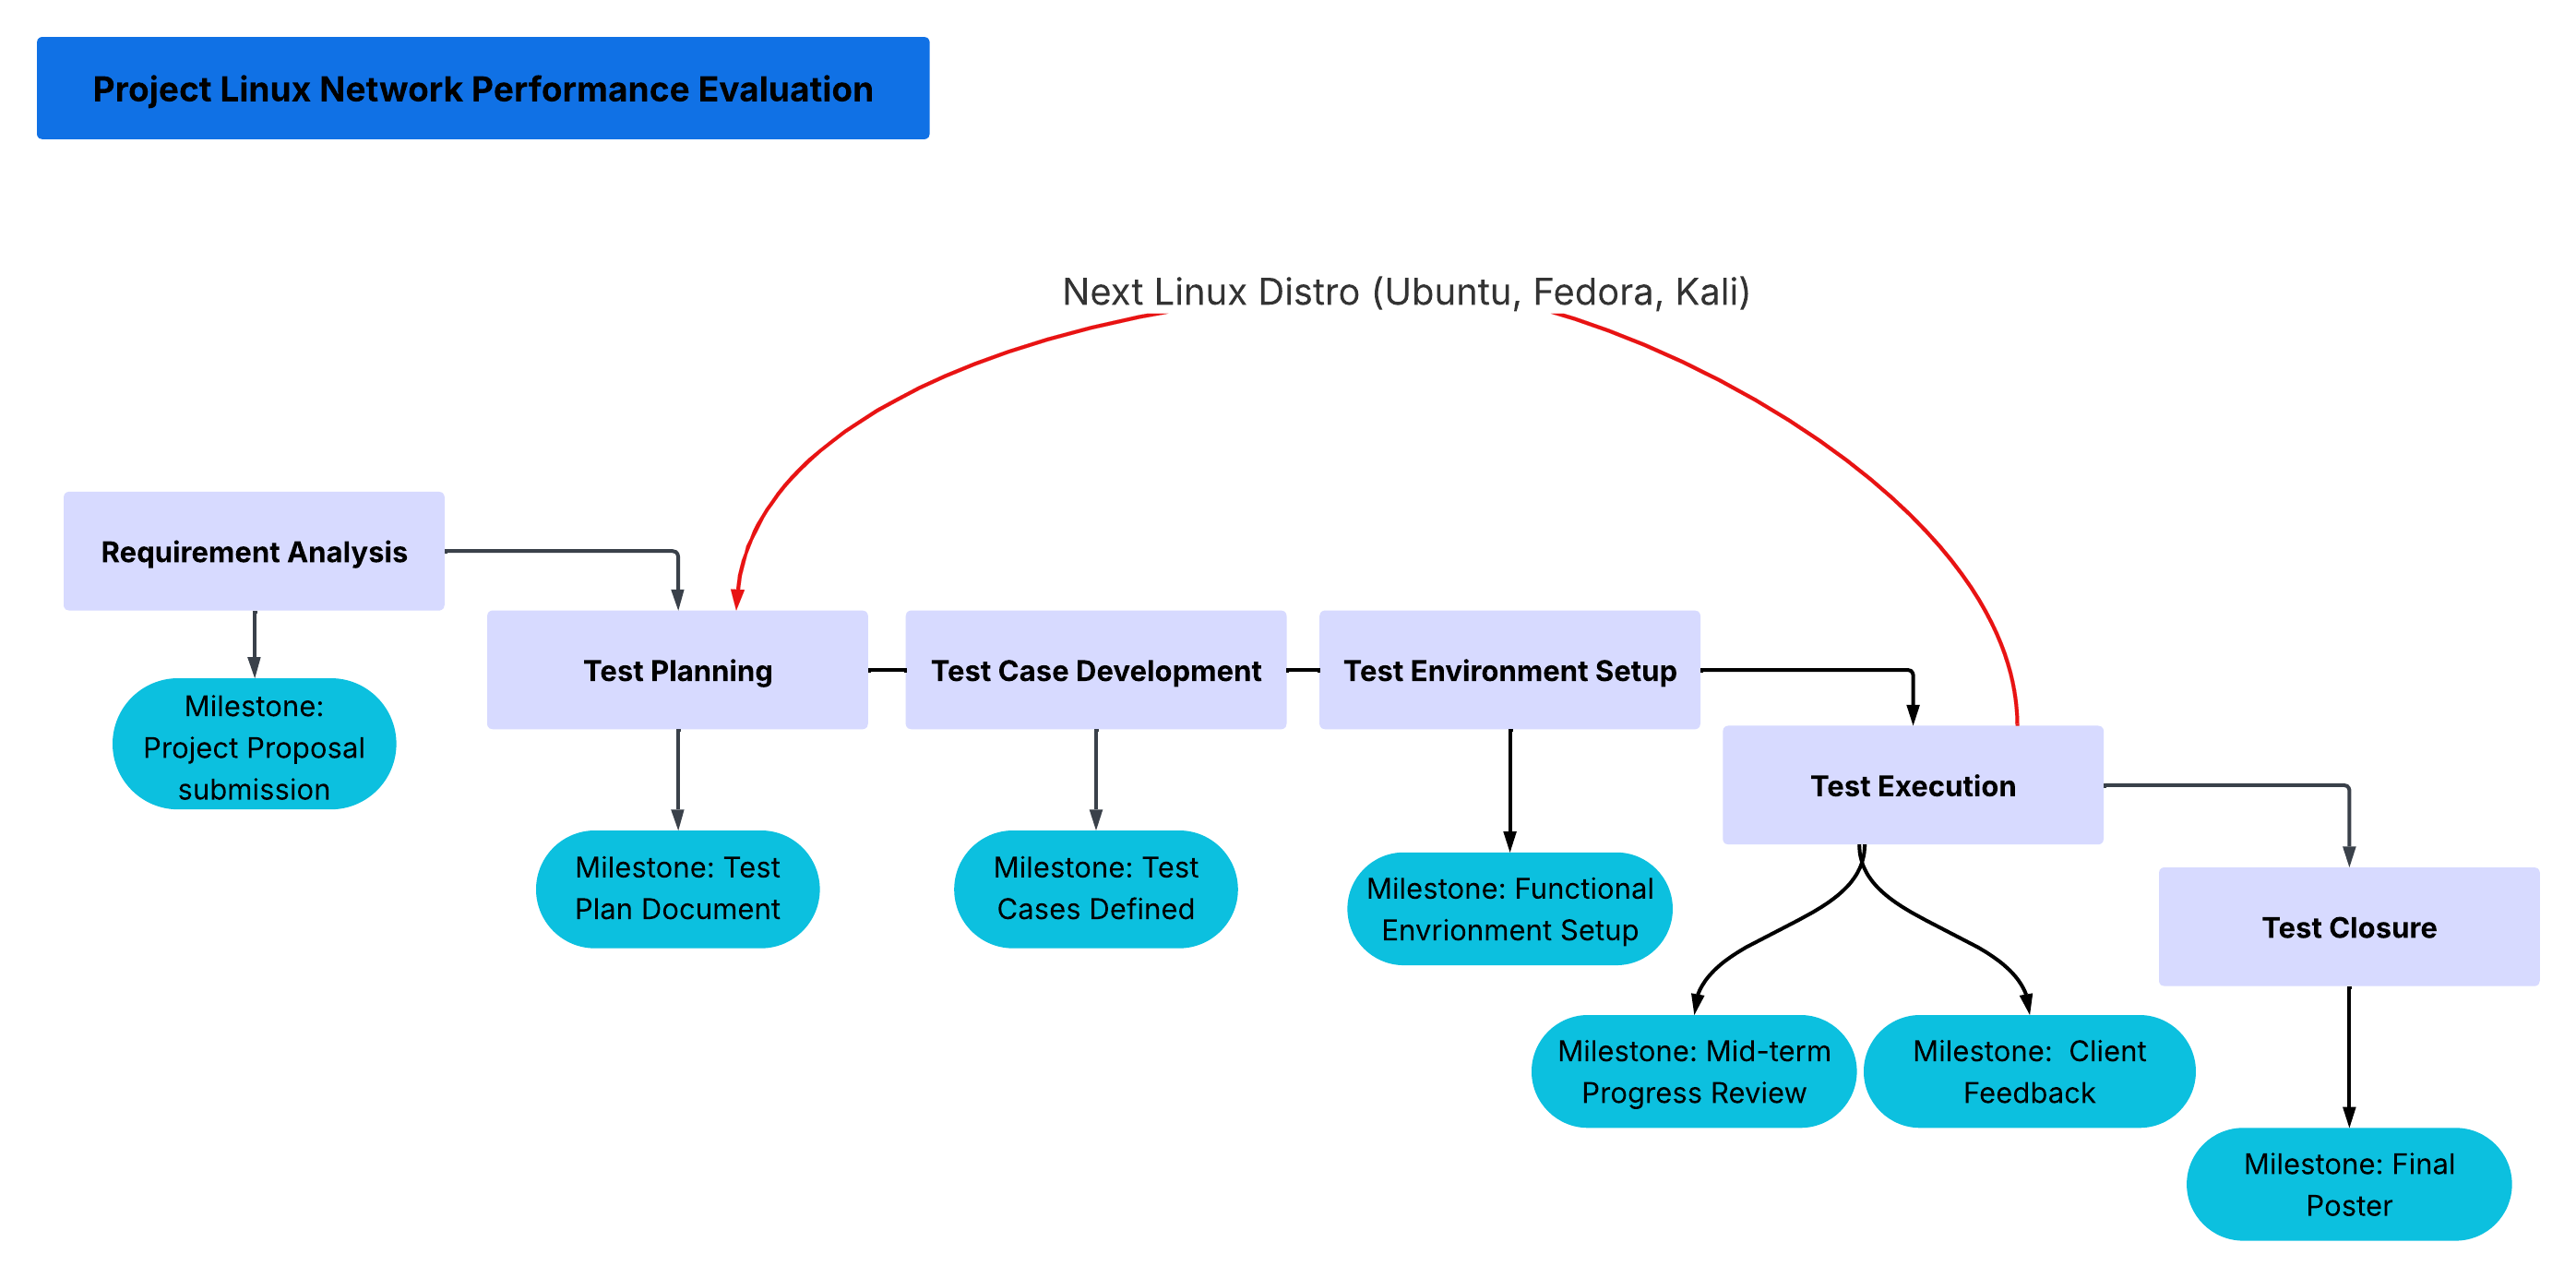 Project Linux Network Performance Evaluation
Next Linux Distro (Ubuntu, Fedora, Kali)
Requirement Analysis
Milestone:
Project Proposal
submission
Test Planning
Milestone: Test
Plan Document
Test Case Development
Milestone: Test
Cases Defined
Test Environment Setup
Milestone: Functional
Envrionment Setup
Test Execution
Milestone: Mid-term
Progress Review
Milestone:  Client
Feedback
Test Closure
Milestone: Final
Poster